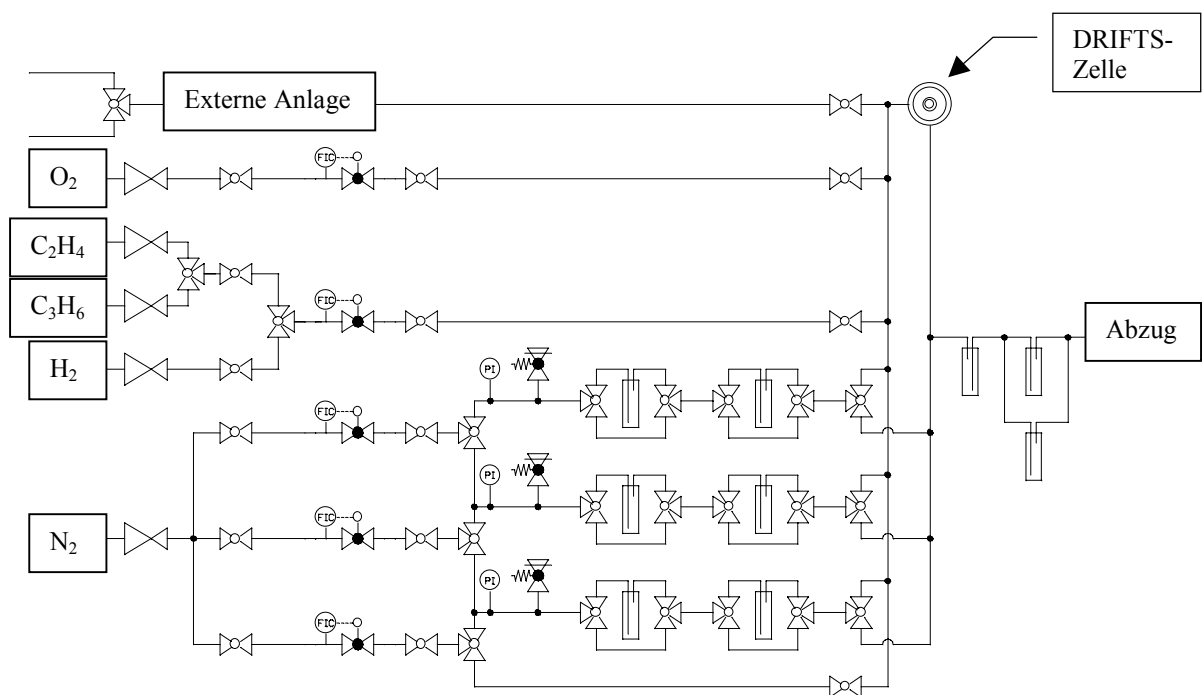 DRIFTS-
Zelle
Externe Anlage
O₂
FIC
C₂H₄
C₃H₆
FIC
H₂
Abzug
PI
FIC
PI
N₂
FIC
PI
FIC